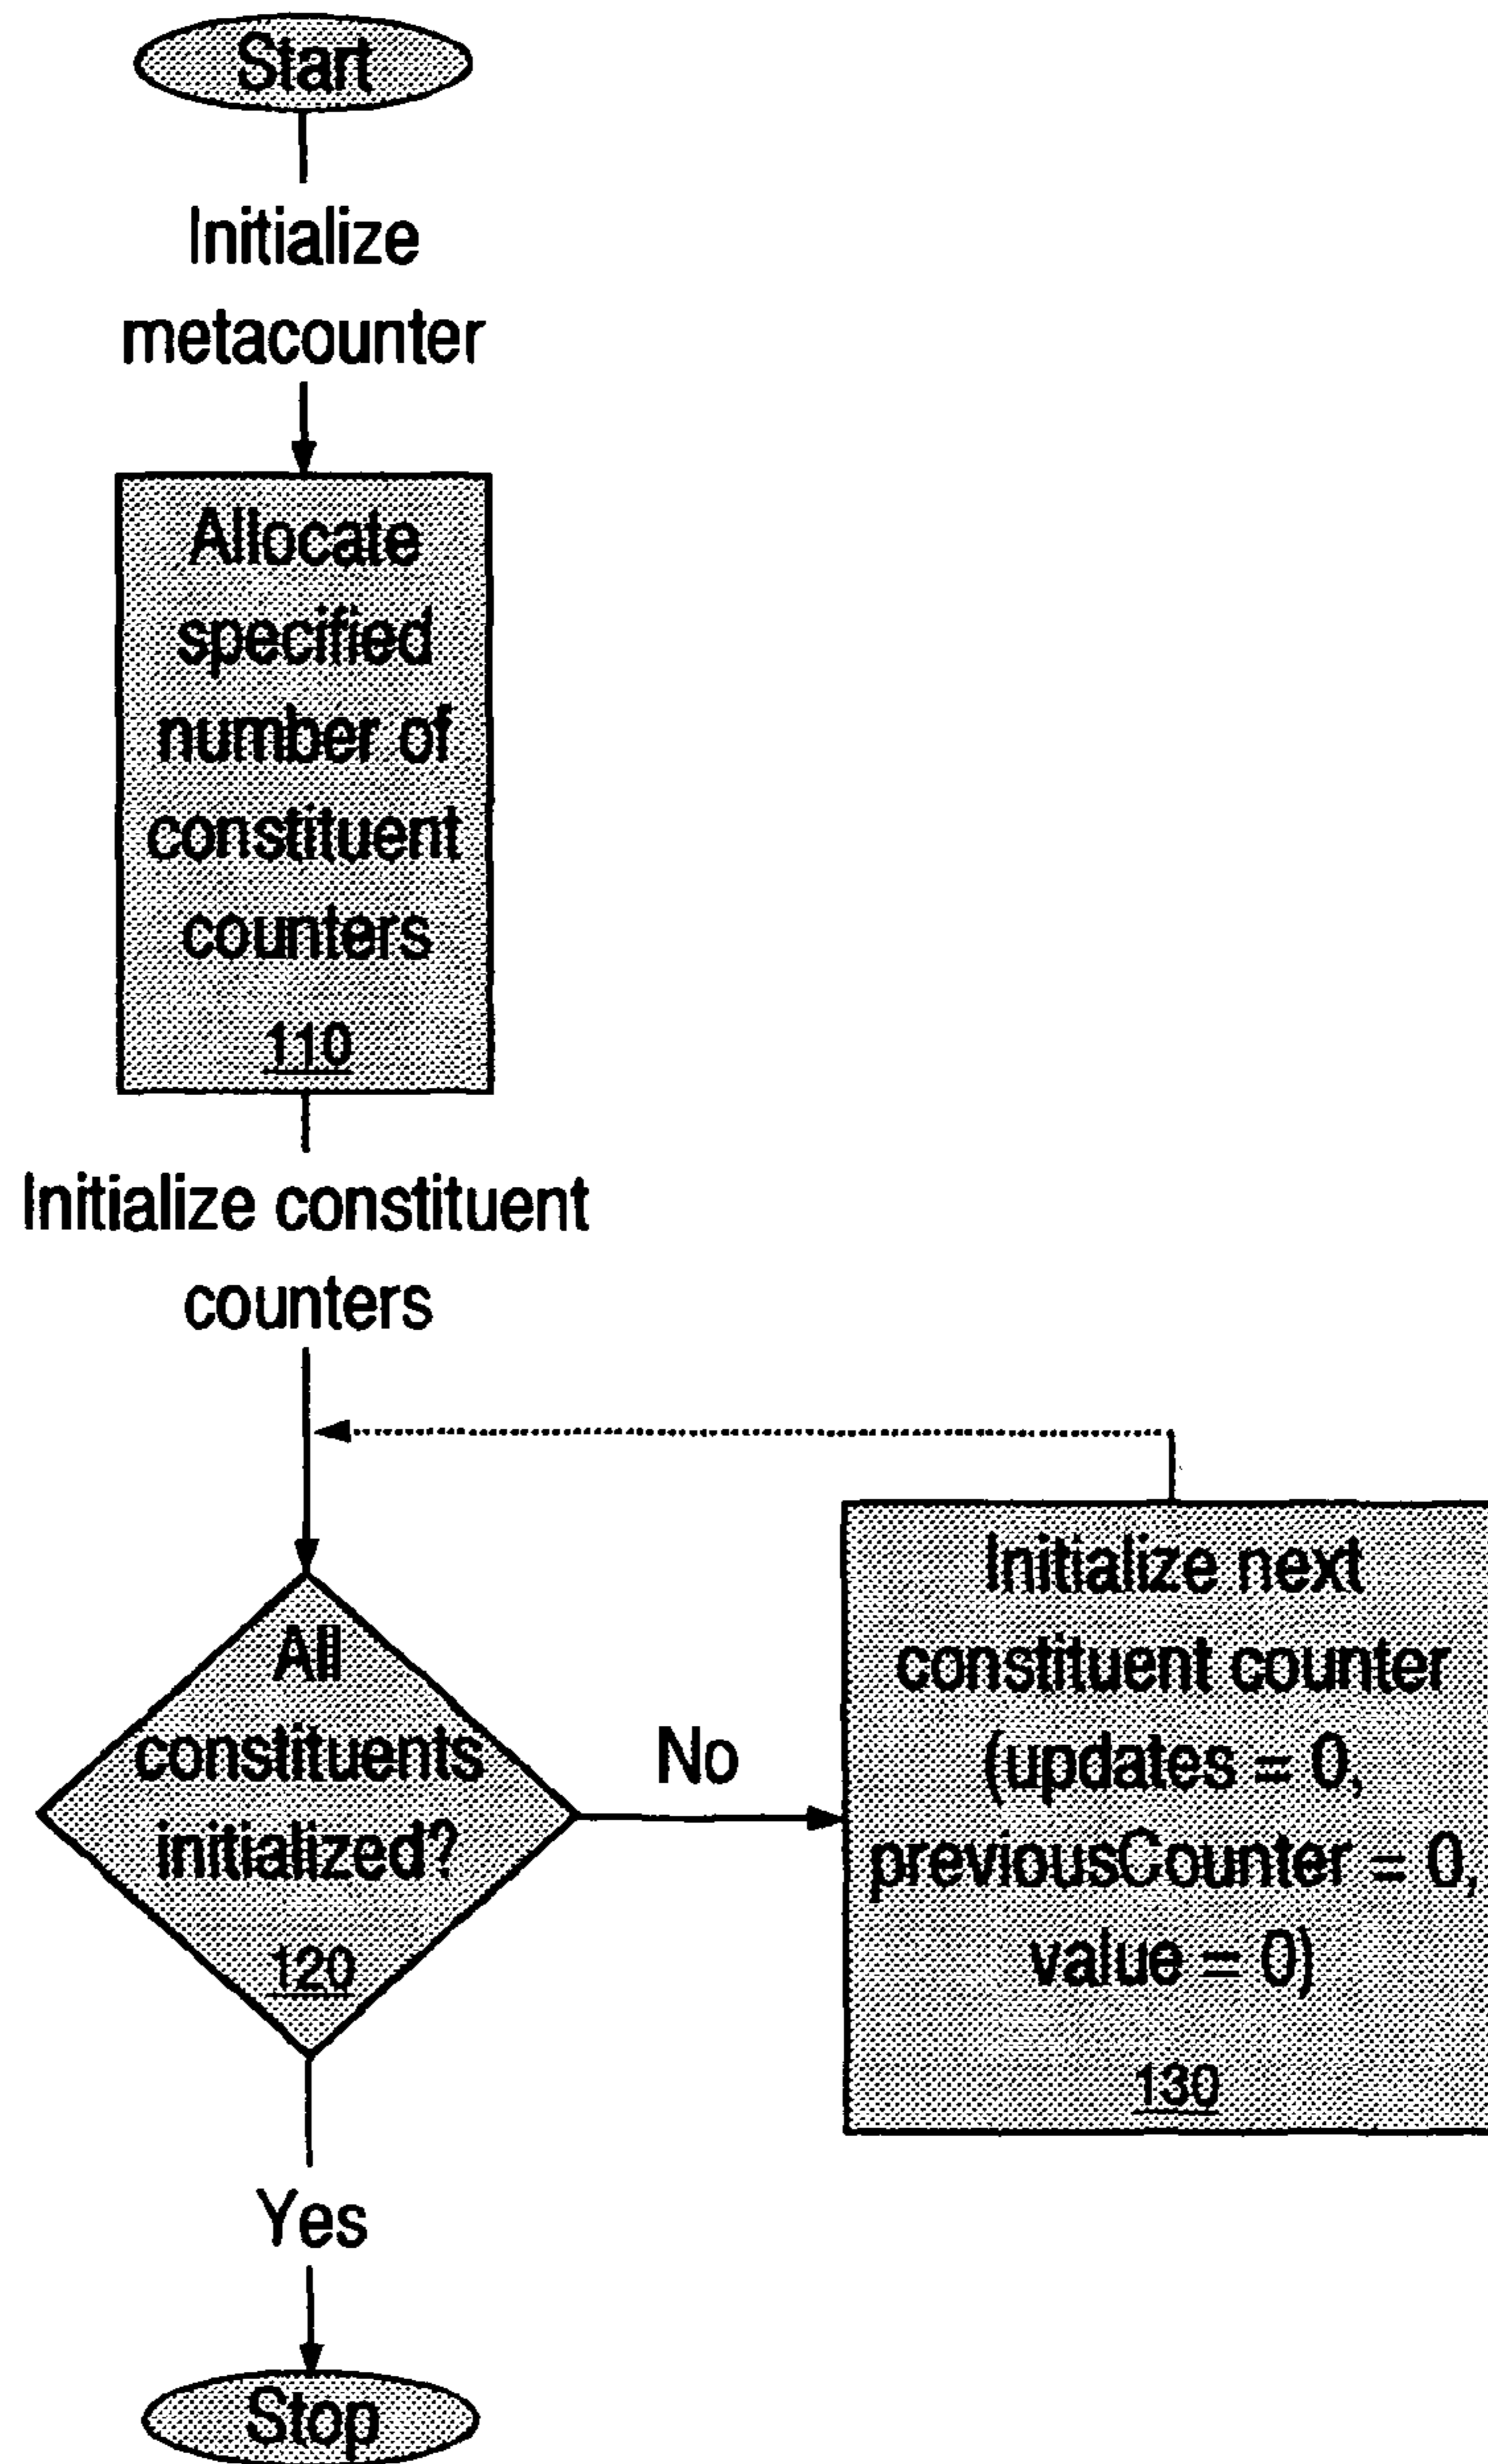 Start
Initialize
metacounter
Allocate
specified
number of
constituent
counters
110
Initialize constituent
counters
All
constituents
initialized?
120
No
Initialize next
constituent counter
(updates = 0,
previousCounter = 0,
value = 0)
130
Yes
Stop